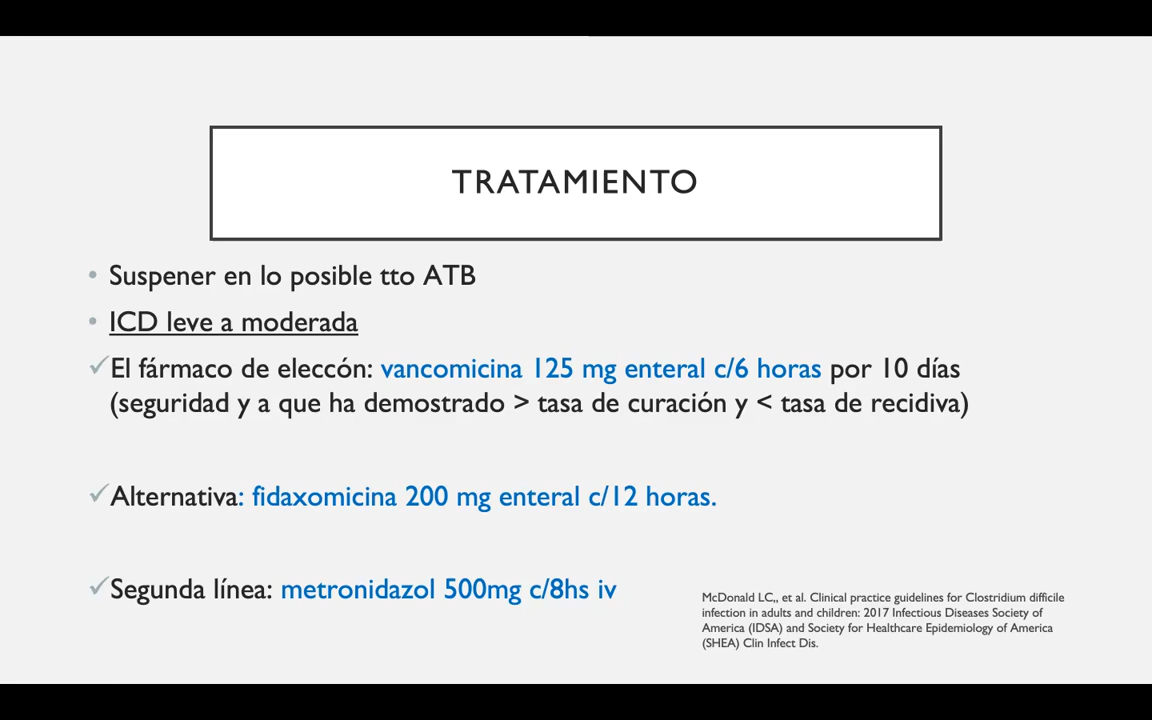 TRATAMIENTO
• Suspener en lo posible tto ATB
• ICD leve a moderada
✓El fármaco de eleccón: vancomicina 125 mg enteral c/6 horas por 10 días
(seguridad y a que ha demostrado > tasa de curación y < tasa de recidiva)
✓Alternativa: fidaxomicina 200 mg enteral c/12 horas.
✓Segunda línea: metronidazol 500mg c/8hs iv
McDonald LC,, et al. Clinical practice guidelines for Clostridium difficile
infection in adults and children: 2017 Infectious Diseases Society of
America (IDSA) and Society for Healthcare Epidemiology of America
(SHEA) Clin Infect Dis.